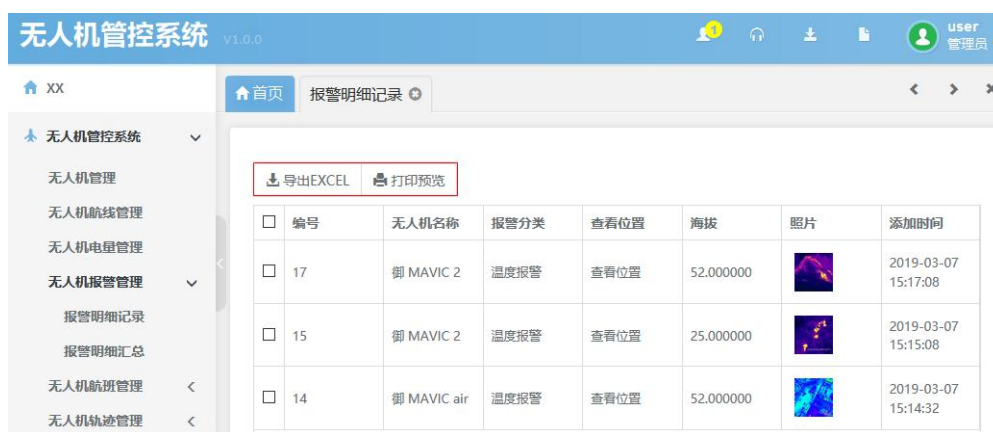 无人机管控系统 V1.0.0
1
user
管理员
XX
首页
报警明细记录
无人机管控系统
无人机管理
无人机航线管理
无人机电量管理
无人机报警管理
报警明细记录
报警明细汇总
无人机航班管理
无人机轨迹管理
导出EXCEL 打印预览
编号 无人机名称 报警分类 查看位置 海拔 照片 添加时间
17 御 MAVIC 2 温度报警 查看位置 52.000000 2019-03-07
15:17:08
15 御 MAVIC 2 温度报警 查看位置 25.000000 2019-03-07
15:15:08
14 御 MAVIC air 温度报警 查看位置 52.000000 2019-03-07
15:14:32